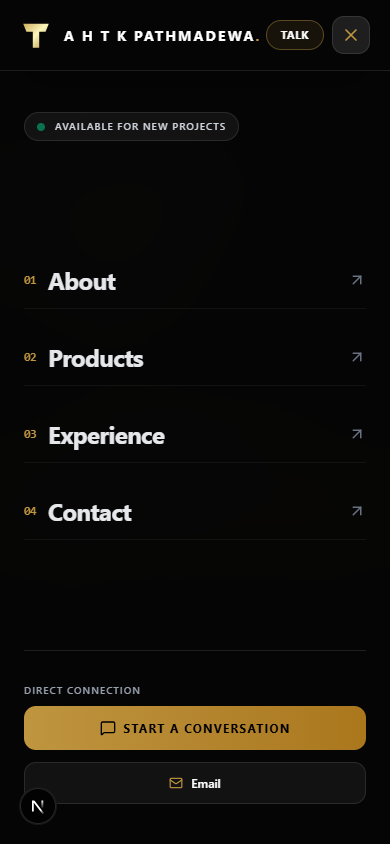 T A H T K PATHMADEWA.
TALK
AVAILABLE FOR NEW PROJECTS
01 About
02 Products
03 Experience
04 Contact
DIRECT CONNECTION
START A CONVERSATION
Email
N